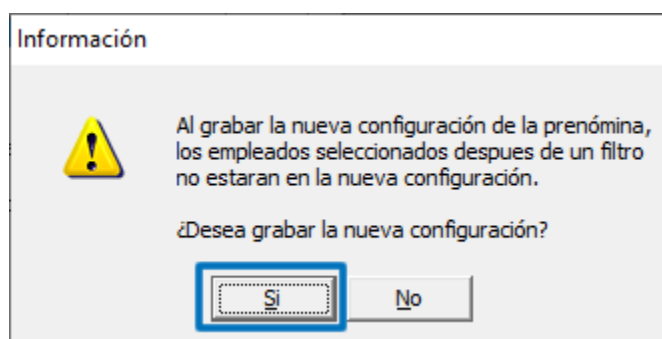 Información
Al grabar la nueva configuración de la prenómina,
los empleados seleccionados despues de un filtro
no estaran en la nueva configuración.
¿Desea grabar la nueva configuración?
Si No